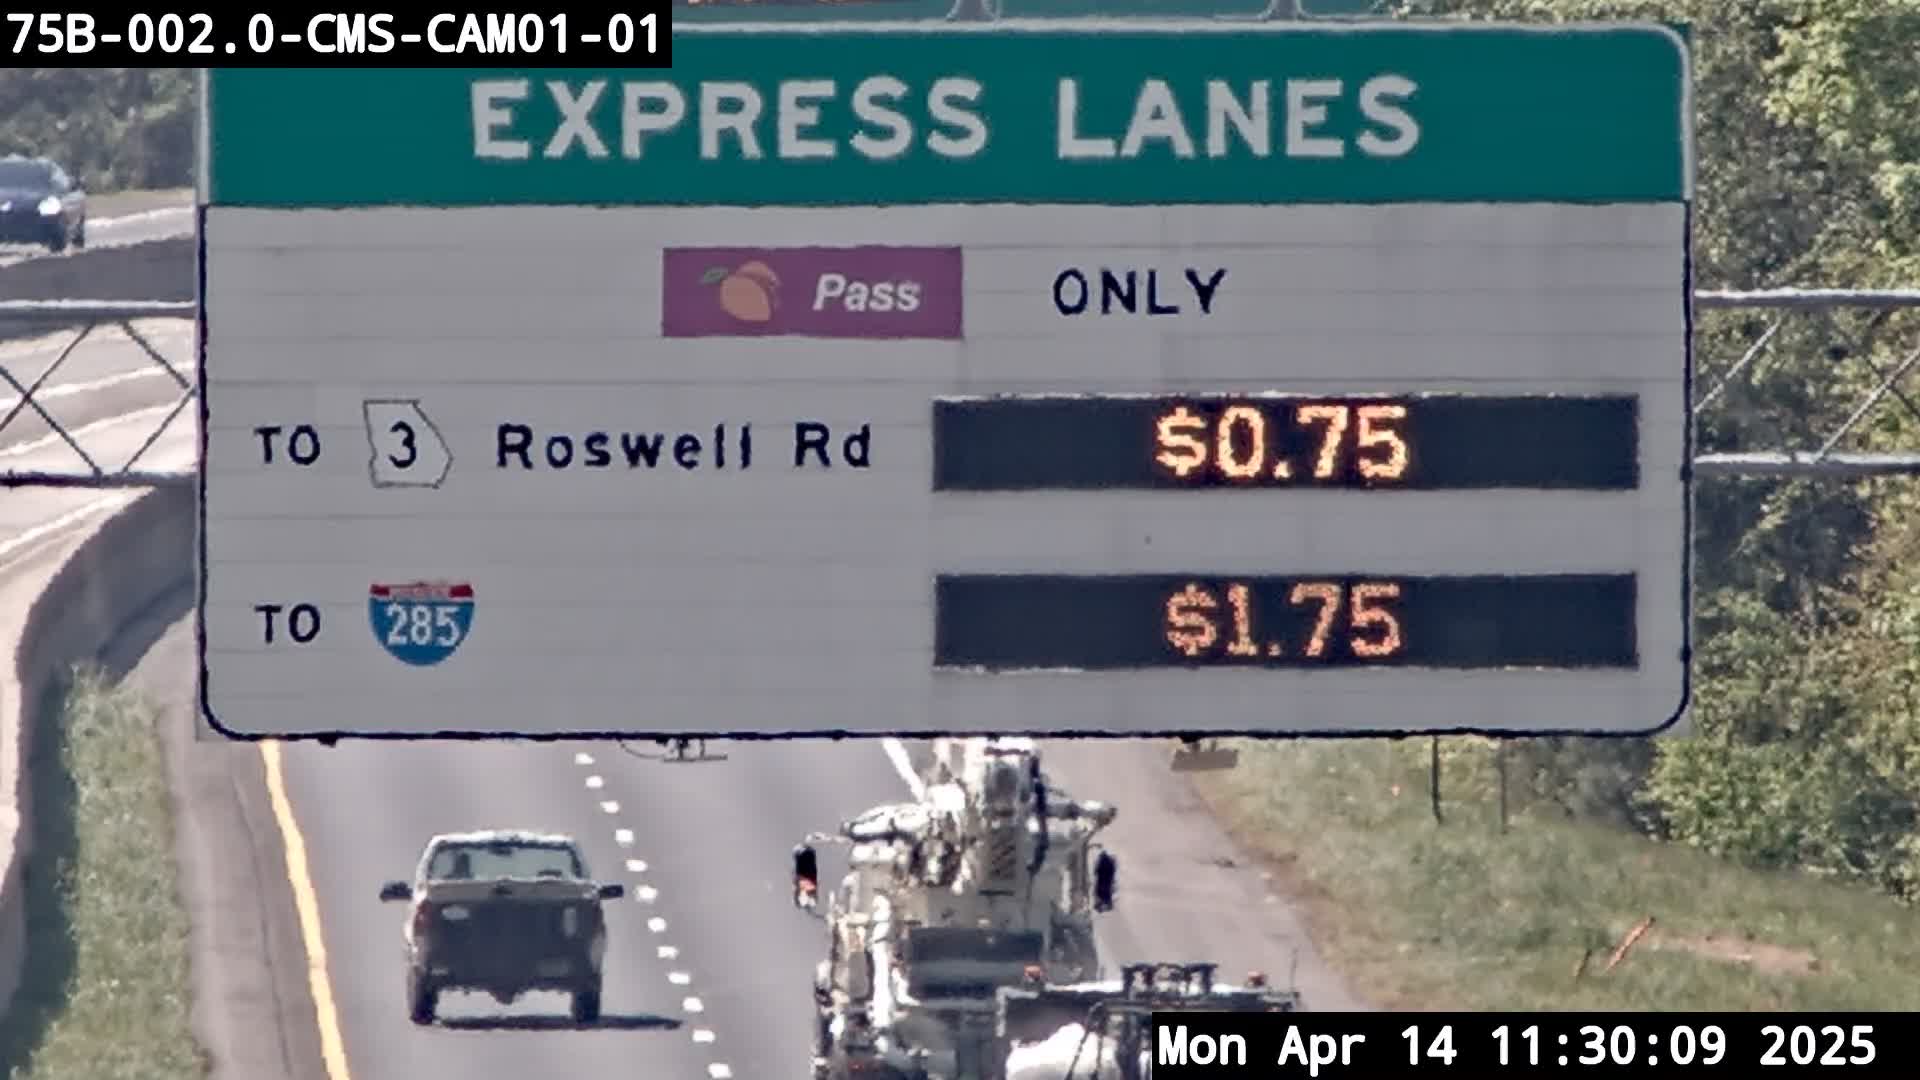 75B-002.0-CMS-CAM01-01
EXPRESS LANES
Pass ONLY
TO 3 Roswell Rd $0.75
TO 285 $1.75
Mon Apr 14 11:30:09 2025